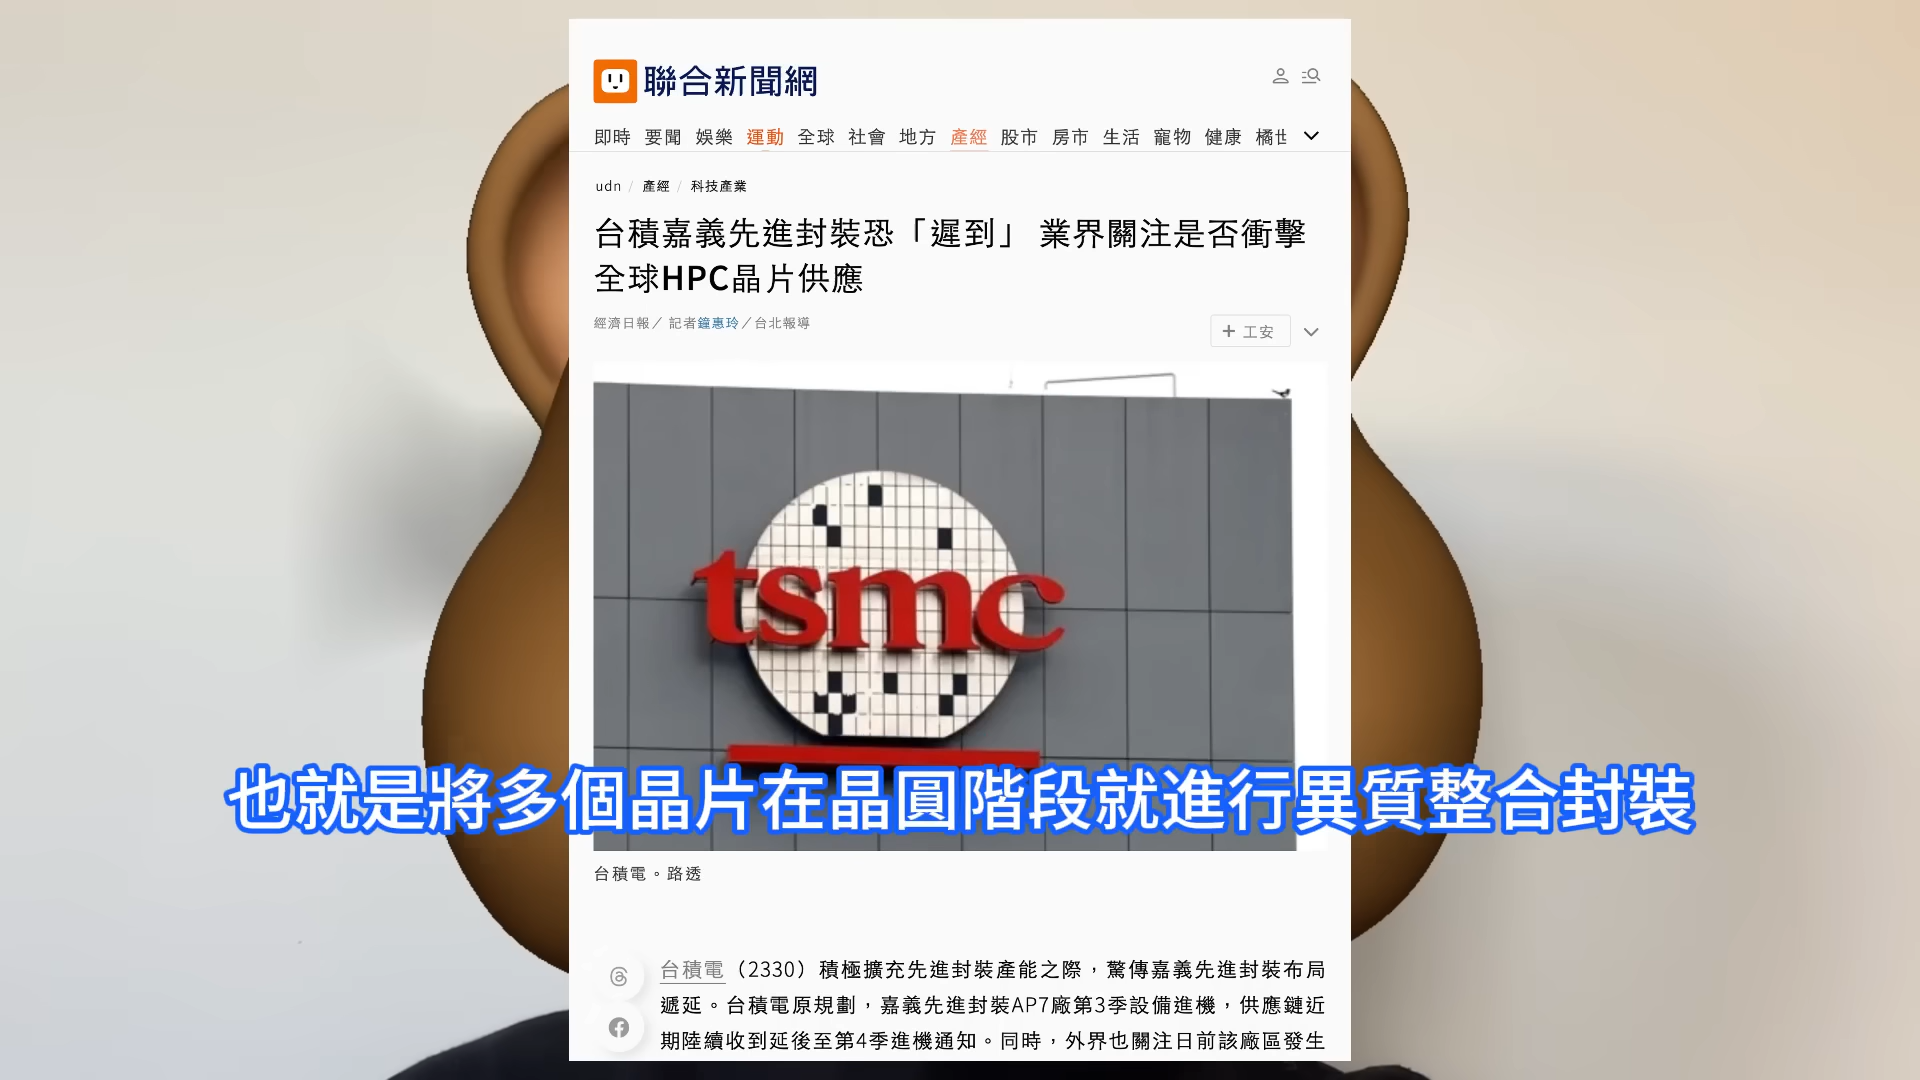 聯合新聞網
即時 要聞 娛樂 運動 全球 社會 地方 產經 股市 房市 生活 寵物 健康 橘世
udn / 產經 / 科技產業
台積嘉義先進封裝恐「遲到」 業界關注是否衝擊
全球HPC晶片供應
經濟日報／ 記者鐘惠玲／台北報導
+ 工安
tsmc
也就是將多個晶片在晶圓階段就進行異質整合封裝
台積電。路透
台積電（2330）積極擴充先進封裝產能之際，驚傳嘉義先進封裝布局
遞延。台積電原規劃，嘉義先進封裝AP7廠第3季設備進機，供應鏈近
期陸續收到延後至第4季進機通知。同時，外界也關注日前該廠區發生